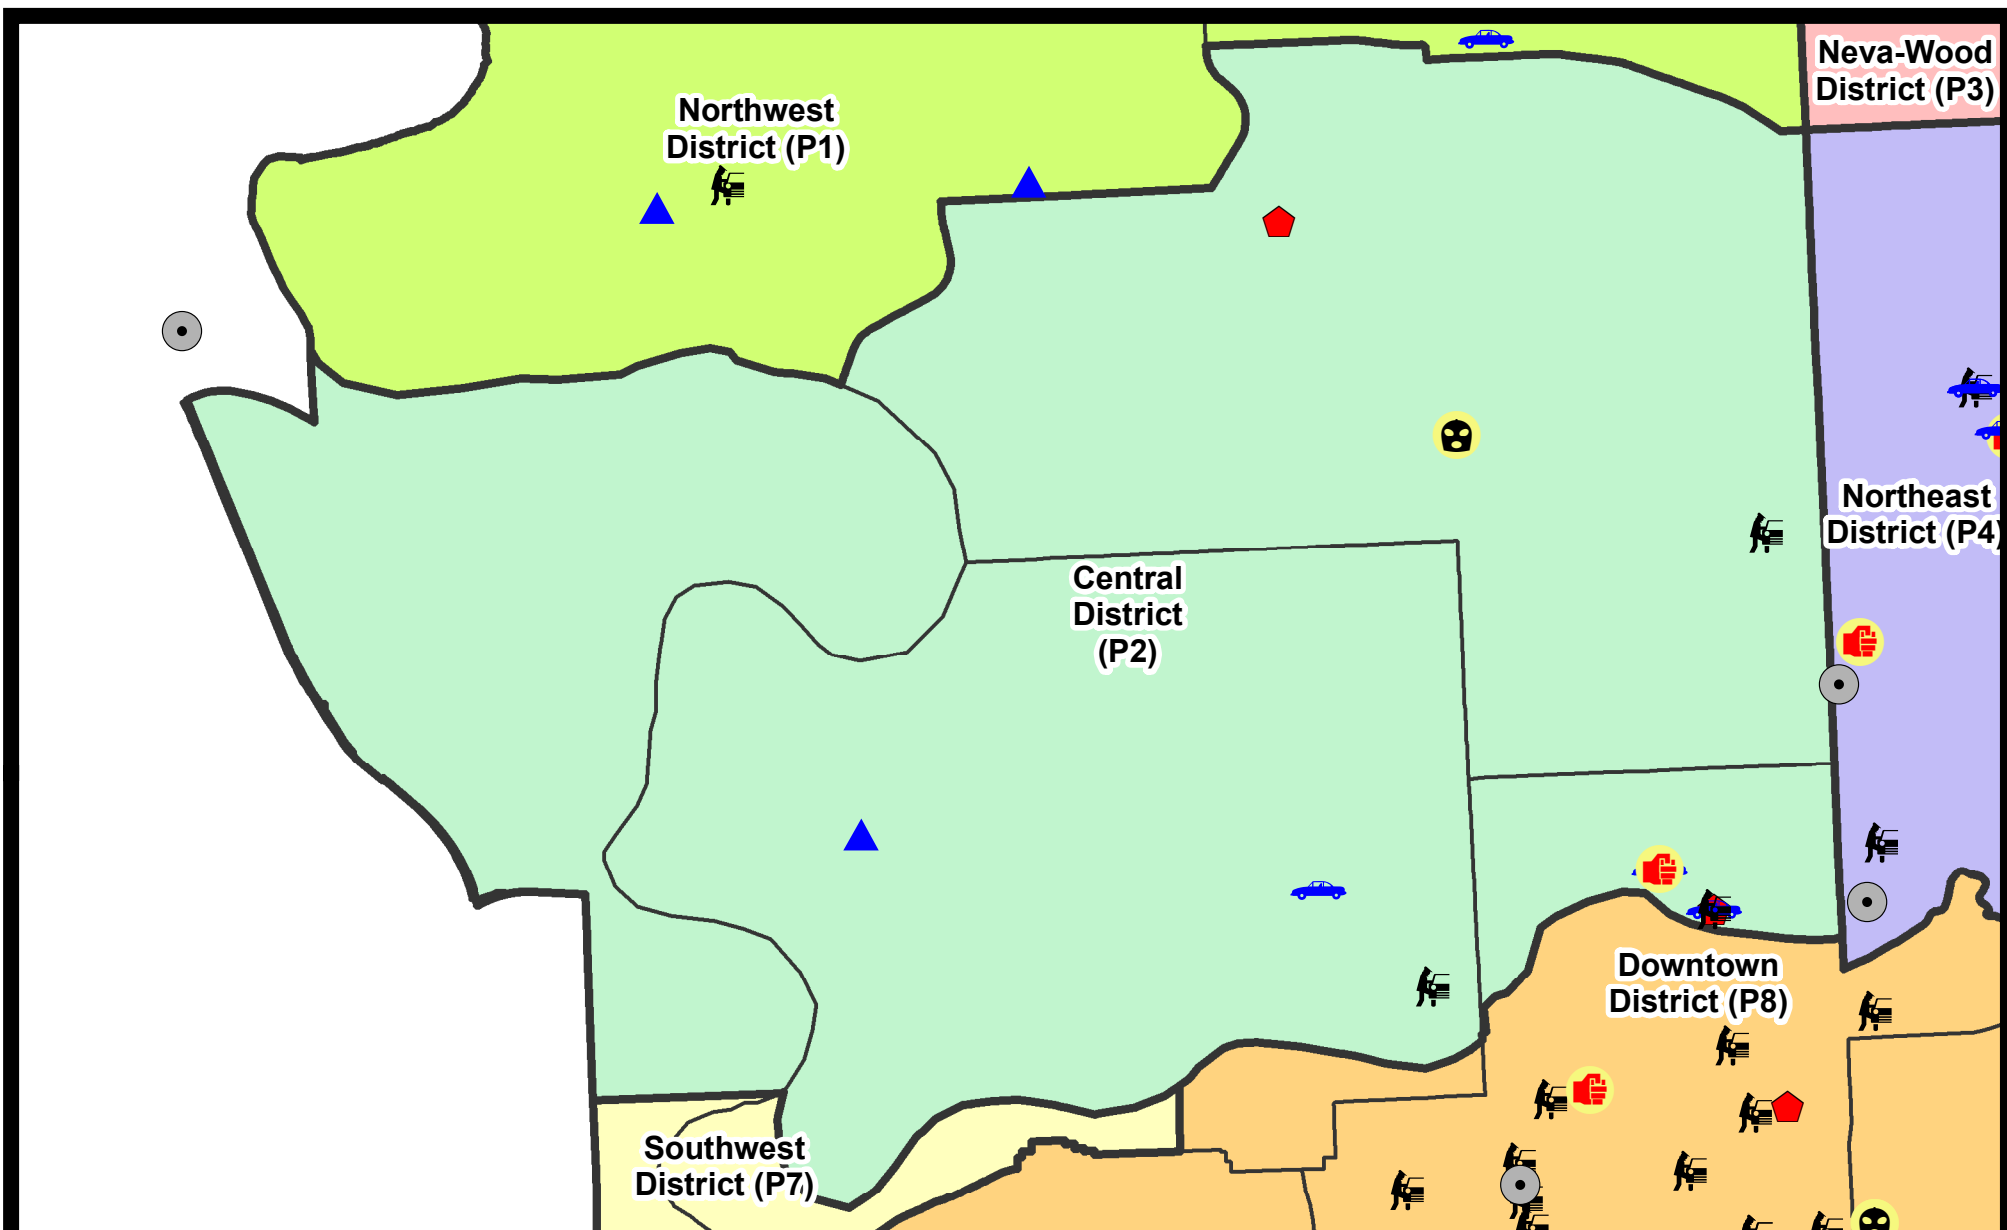 Neva-Wood
District (P3)
Northwest
District (P1)
Northeast
District (P4)
Central
District
(P2)
Downtown
District (P8)
Southwest
District (P7)